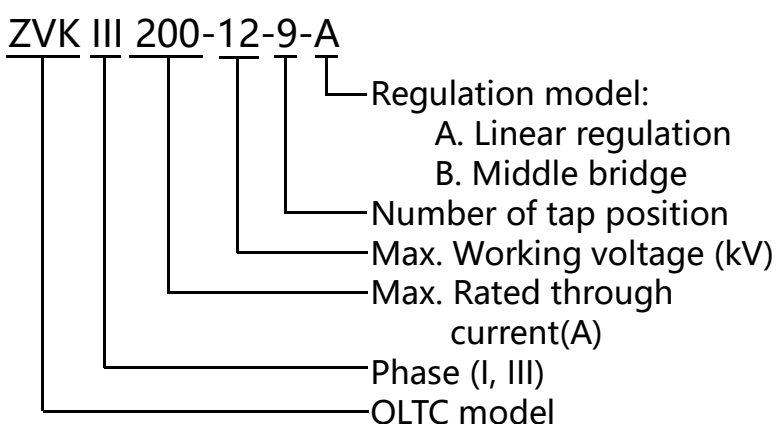 ZVK III 200-12-9-A
Regulation model:
A. Linear regulation
B. Middle bridge
Number of tap position
Max. Working voltage (kV)
Max. Rated through
current(A)
Phase (I, III)
OLTC model